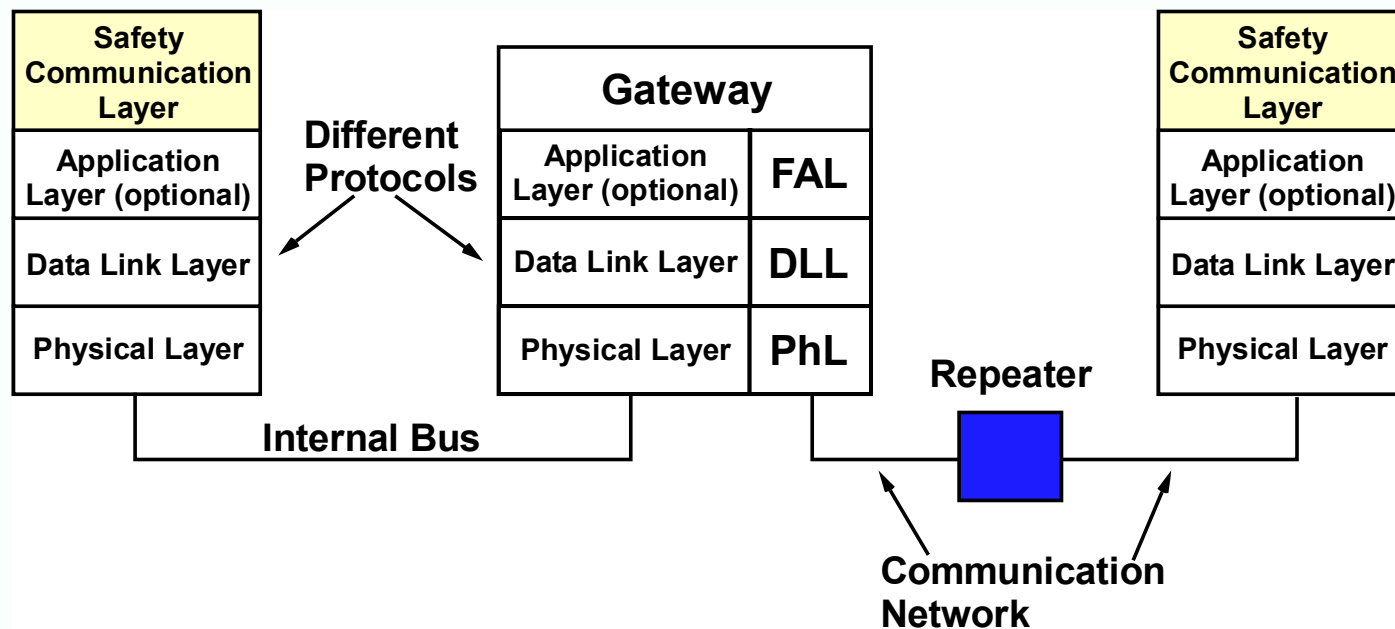 Safety
Communication
Layer
Application
Layer (optional)
Data Link Layer
Physical Layer
Different
Protocols
Gateway
Application
Layer (optional)
FAL
Data Link Layer
DLL
Physical Layer
PhL
Internal Bus
Repeater
Communication
Network
Safety
Communication
Layer
Application
Layer (optional)
Data Link Layer
Physical Layer